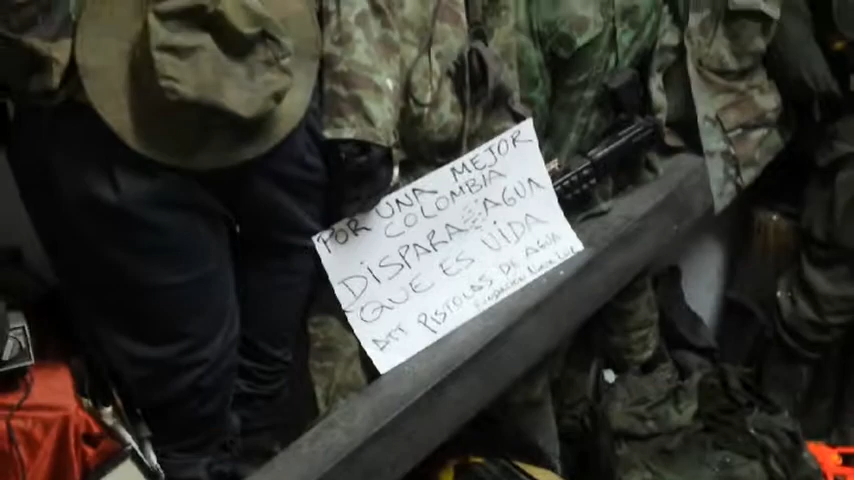 POR UNA MEJOR
COLOMBIA
DISPARA AGUA
QUE ES VIDA
ATT PISTOLAS DE AGUA